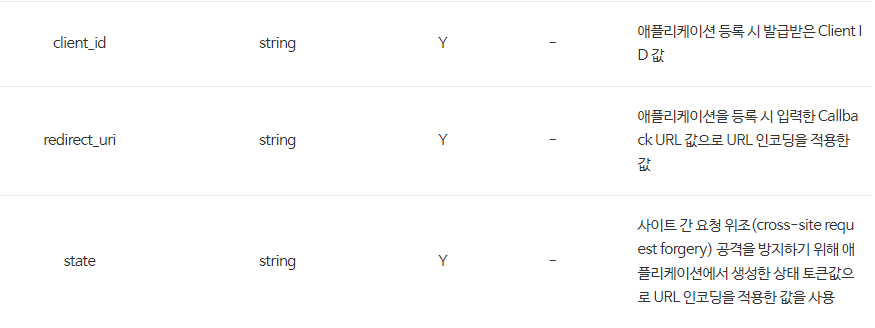 client_id string Y - 애플리케이션 등록 시 발급받은 Client I
D 값
redirect_uri string Y - 애플리케이션을 등록 시 입력한 Callba
ck URL 값으로 URL 인코딩을 적용한
값
state string Y - 사이트 간 요청 위조(cross-site requ
est forgery) 공격을 방지하기 위해 애
플리케이션에서 생성한 상태 토큰값으
로 URL 인코딩을 적용한 값을 사용